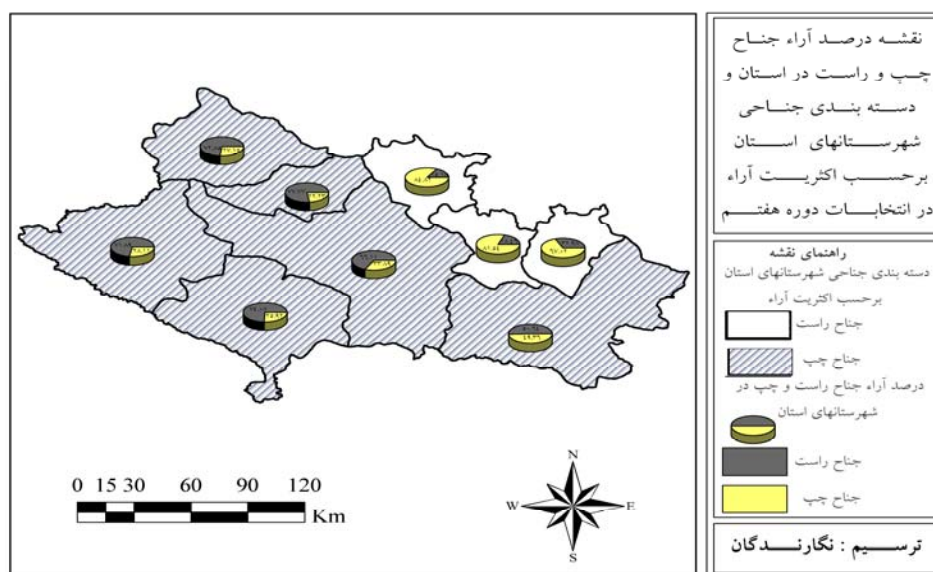 نقشه درصد آراء جناح
چپ و راست در استان و
دسته بندی جناحی
شهرستانهای استان
برحسب اکثریت آراء
در انتخابات دوره هفتم
راهنمای نقشه
دسته بندی جناحی شهرستانهای استان
برحسب اکثریت آراء
جناح راست
جناح چپ
درصد آراء جناح راست و چپ در
شهرستانهای استان
جناح راست
جناح چپ
ترسیم : نگارندگان
0 15 30 60 90 120
Km
N
W E
S